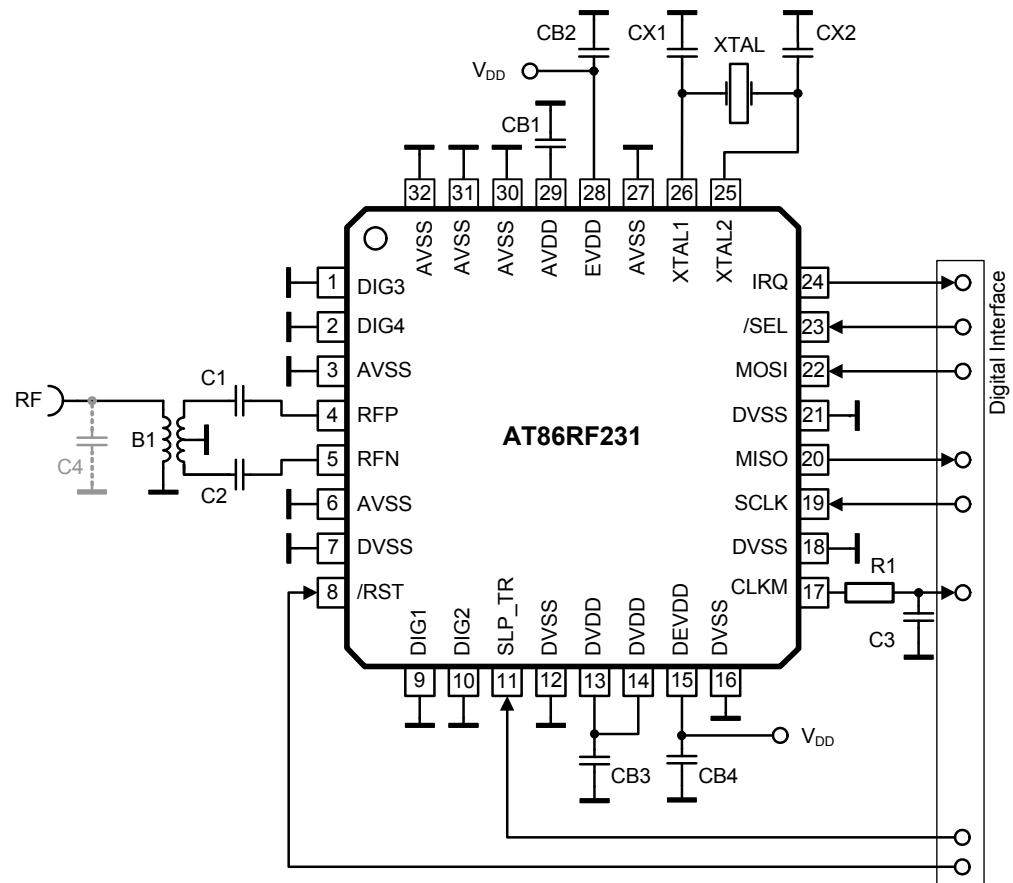 CB2
CX1
XTAL
CX2
VDD
CB1
32 31 30 29 28 27 26 25
AVSS AVSS AVSS AVDD EVDD AVSS XTAL1 XTAL2
1 DIG3
2 DIG4
3 AVSS
4 RFP
5 RFN
6 AVSS
7 DVSS
8 /RST
RF
C4
B1
C1
C2
AT86RF231
IRQ 24
/SEL 23
MOSI 22
DVSS 21
MISO 20
SCLK 19
DVSS 18
CLKM 17
R1
C3
Digital Interface
DIG1 DIG2 SLP_TR DVSS DVDD DVDD DEVDD DVSS
9 10 11 12 13 14 15 16
CB3
CB4
VDD